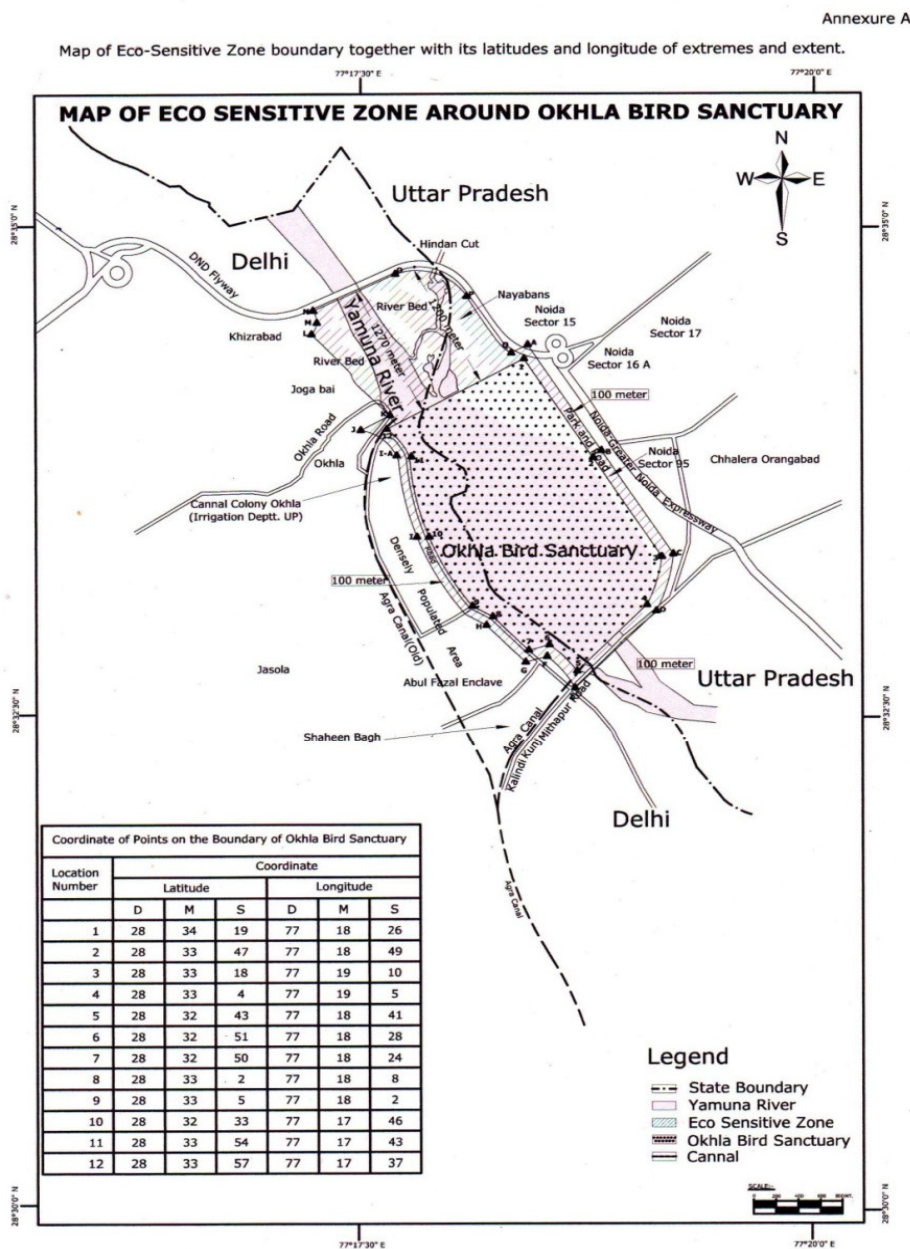 Annexure A
Map of Eco-Sensitive Zone boundary together with its latitudes and longitude of extremes and extent.
77°17'30" E
77°20'0" E
MAP OF ECO SENSITIVE ZONE AROUND OKHLA BIRD SANCTUARY
N
W E
S
Uttar Pradesh
28°35'0" N
28°35'0" N
Hindan Cut
Delhi
DND Flyway
River Bed
Nayabans
Yamuna River
1270 meter
Noida
Sector 15
Noida
Sector 17
Khizrabad
River Bed
Noida
Sector 16 A
Joga bai
100 meter
Park and Road
Noida-Greater Noida Expressway
Okhla Road
Okhla
Noida
Sector 95
Chhalera Orangabad
Cannal Colony Okhla
(Irrigation Deptt. UP)
Okhla Bird Sanctuary
Road
100 meter
Densely
Populated
Area
Agra Canal(Old)
Jasola
Abul Fazal Enclave
100 meter
Uttar Pradesh
28°32'30" N
28°32'30" N
Shaheen Bagh
Agra Canal
Kalindi Kunj Mithapur Road
Delhi
Agra Canal
Coordinate of Points on the Boundary of Okhla Bird Sanctuary
Location Number Coordinate
Latitude Longitude
D M S D M S
1 28 34 19 77 18 26
2 28 33 47 77 18 49
3 28 33 18 77 19 10
4 28 33 4 77 19 5
5 28 32 43 77 18 41
6 28 32 51 77 18 28
7 28 32 50 77 18 24
8 28 33 2 77 18 8
9 28 33 5 77 18 2
10 28 32 33 77 17 46
11 28 33 54 77 17 43
12 28 33 57 77 17 37
Legend
State Boundary
Yamuna River
Eco Sensitive Zone
Okhla Bird Sanctuary
Cannal
SCALE:-
28°30'0" N
28°30'0" N
77°17'30" E
77°20'0" E